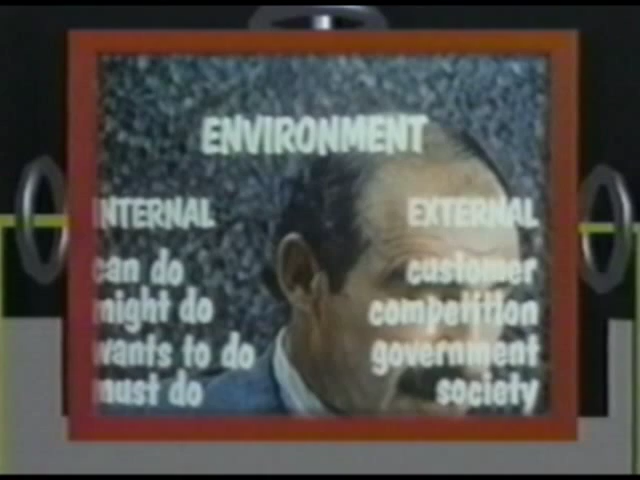 ENVIRONMENT
INTERNAL EXTERNAL
can do customer
might do competition
wants to do government
must do society